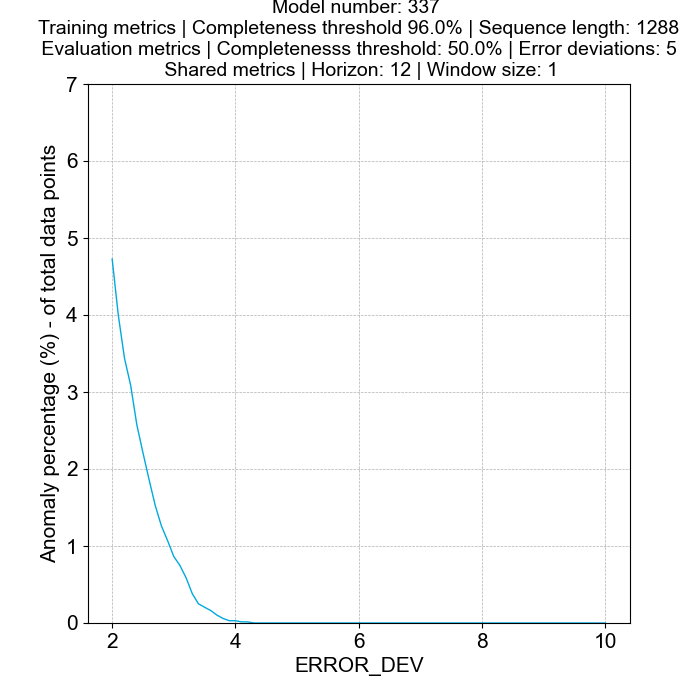 Model number: 337
Training metrics | Completeness threshold 96.0% | Sequence length: 1288
Evaluation metrics | Completenesss threshold: 50.0% | Error deviations: 5
Shared metrics | Horizon: 12 | Window size: 1
7
6
5
4
3
2
1
0
Anomaly percentage (%) - of total data points
2 4 6 8 10
ERROR_DEV